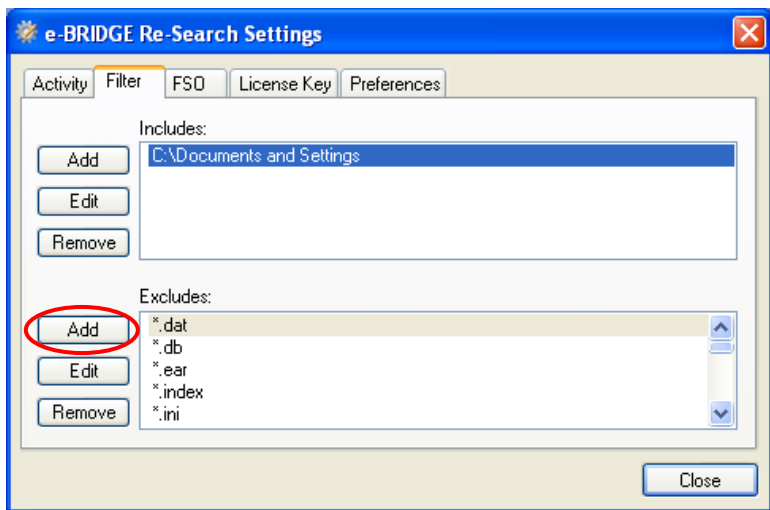 e-BRIDGE Re-Search Settings
Activity Filter FSO License Key Preferences
Includes:
Add
C:\Documents and Settings
Edit
Remove
Excludes:
Add
*.dat
*.db
Edit
*.ear
*.index
Remove
*.ini
Close